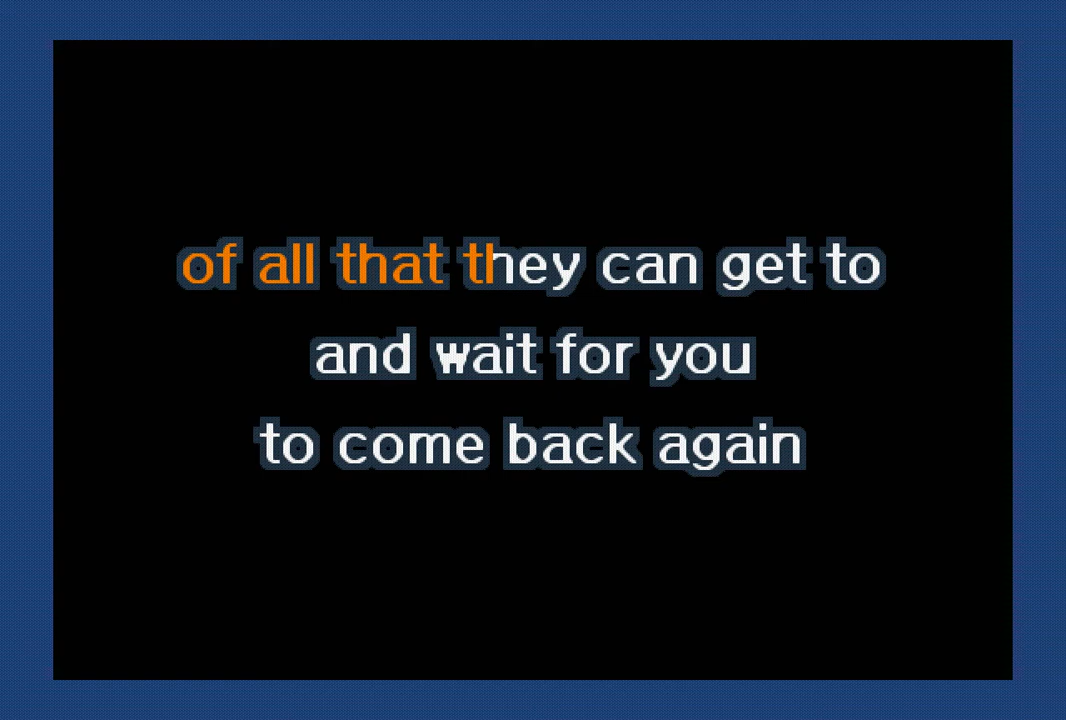 of all that they can get to
and wait for you
to come back again